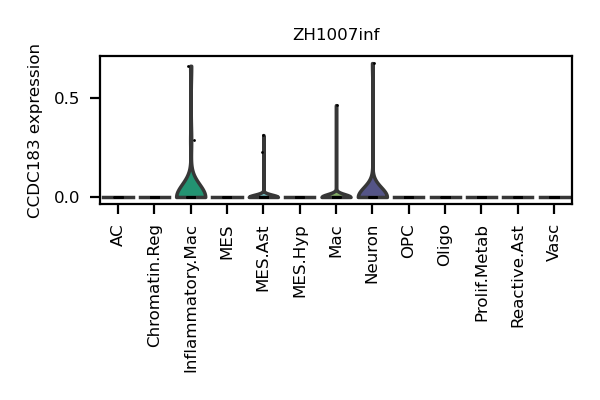 ZH1007inf
CCDC183 expression
0.5
0.0
AC
Chromatin.Reg
Inflammatory.Mac
MES
MES.Ast
MES.Hyp
Mac
Neuron
OPC
Oligo
Prolif.Metab
Reactive.Ast
Vasc